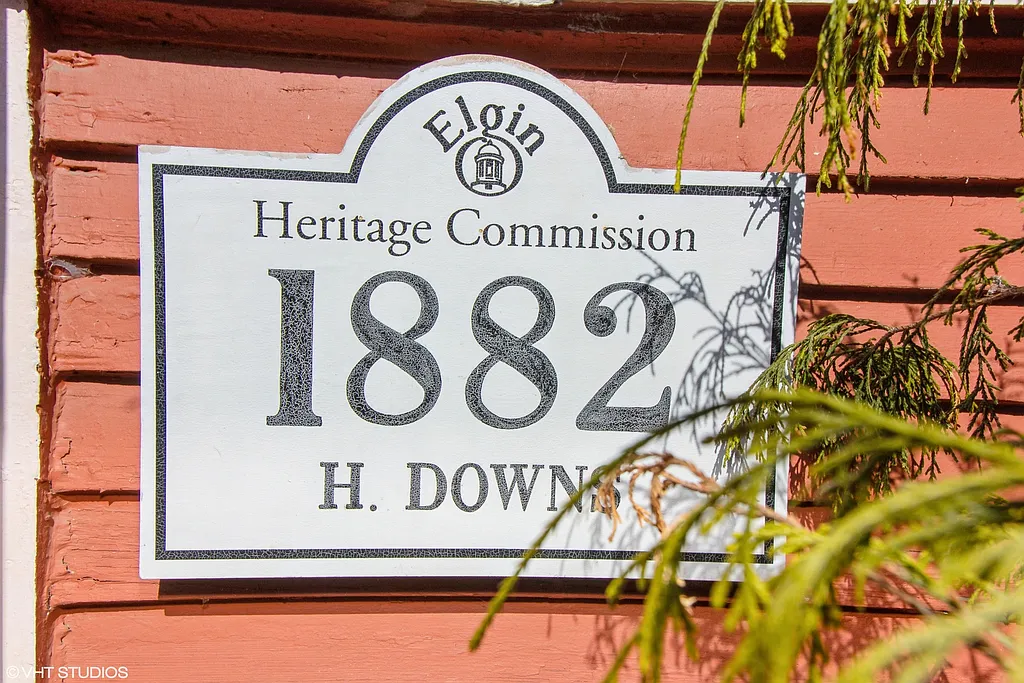 Elgin
Heritage Commission
1882
H. DOWNS
© VHT STUDIOS